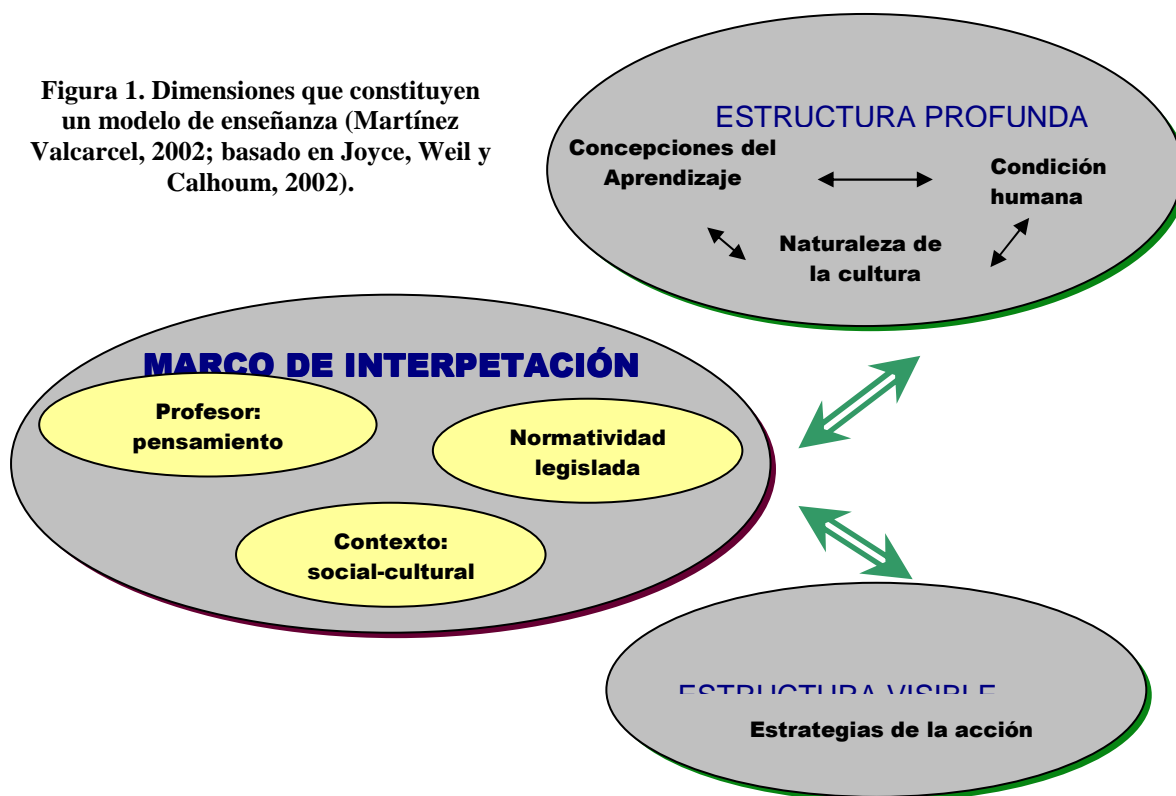 Figura 1. Dimensiones que constituyen
un modelo de enseñanza (Martínez
Valcarcel, 2002; basado en Joyce, Weil y
Calhoum, 2002).
ESTRUCTURA PROFUNDA
Concepciones del
Aprendizaje
Condición
humana
Naturaleza de
la cultura
MARCO DE INTERPETACIÓN
Profesor:
pensamiento
Normatividad
legislada
Contexto:
social-cultural
ESTRUCTURA VISIBLE
Estrategias de la acción